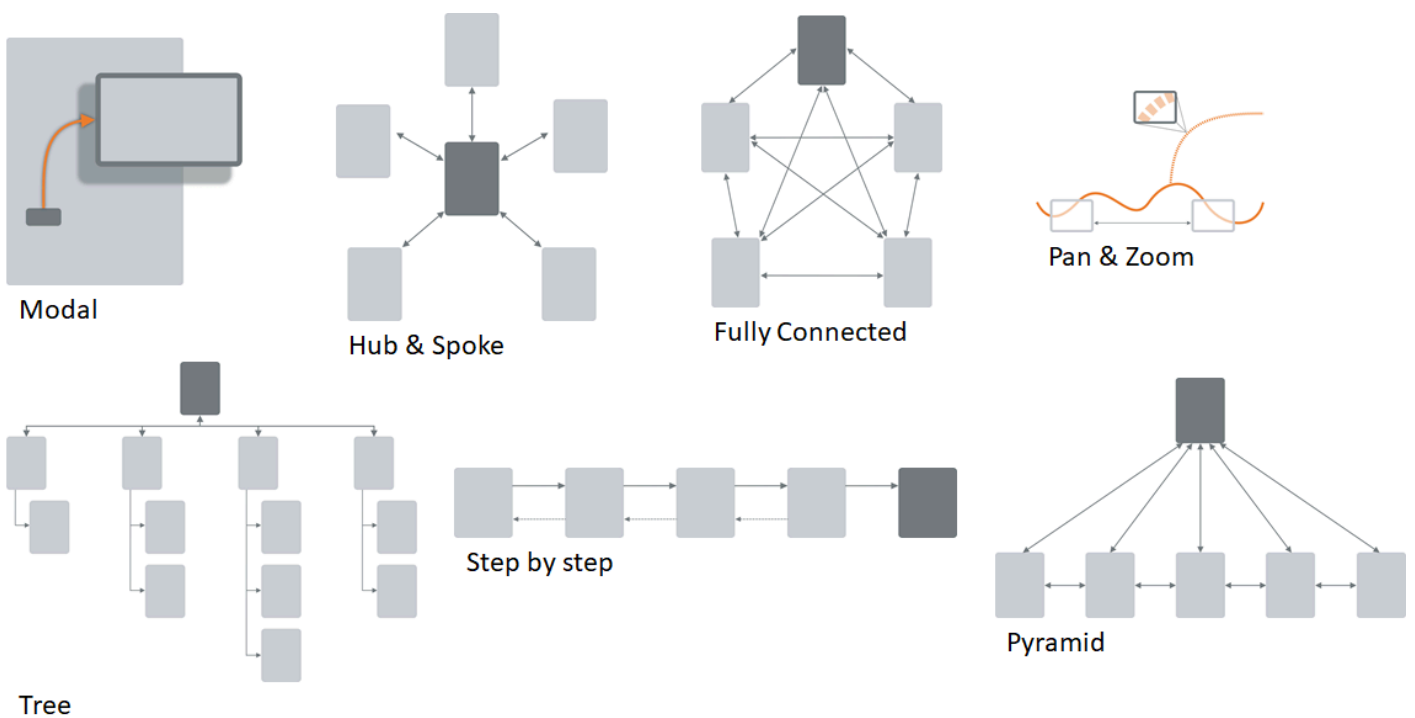 Modal
Hub & Spoke
Fully Connected
Pan & Zoom
Tree
Step by step
Pyramid